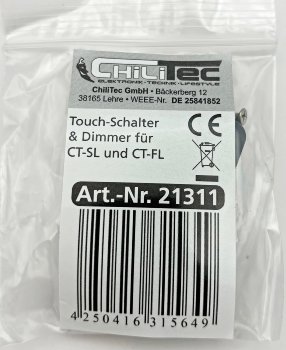 CHiLiTEC
ELEKTRONIK-TECHNIK-LIFESTYLE
ChiliTec GmbH • Bäckerberg 12
38165 Lehre • WEEE-Nr. DE 25841852
Touch-Schalter
& Dimmer für
CT-SL und CT-FL
CE
Art.-Nr. 21311
4 250416 315649